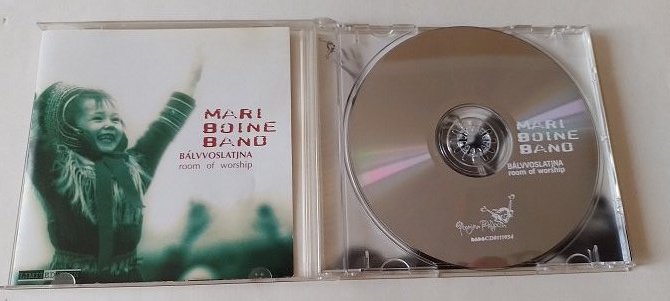 MARI
BOINE
BAND
BÁLVVOSLATJNA
room of worship
MARI
BOINE
BAND
BÁLVVOSLATJNA
room of worship